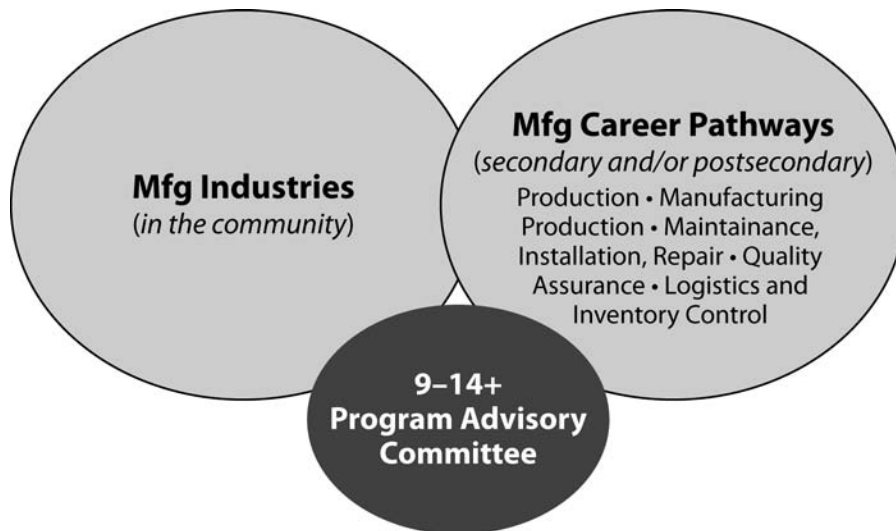 Mfg Industries
(in the community)
Mfg Career Pathways
(secondary and/or postsecondary)
Production • Manufacturing
Production • Maintainance,
Installation, Repair • Quality
Assurance • Logistics and
Inventory Control
9–14+
Program Advisory
Committee